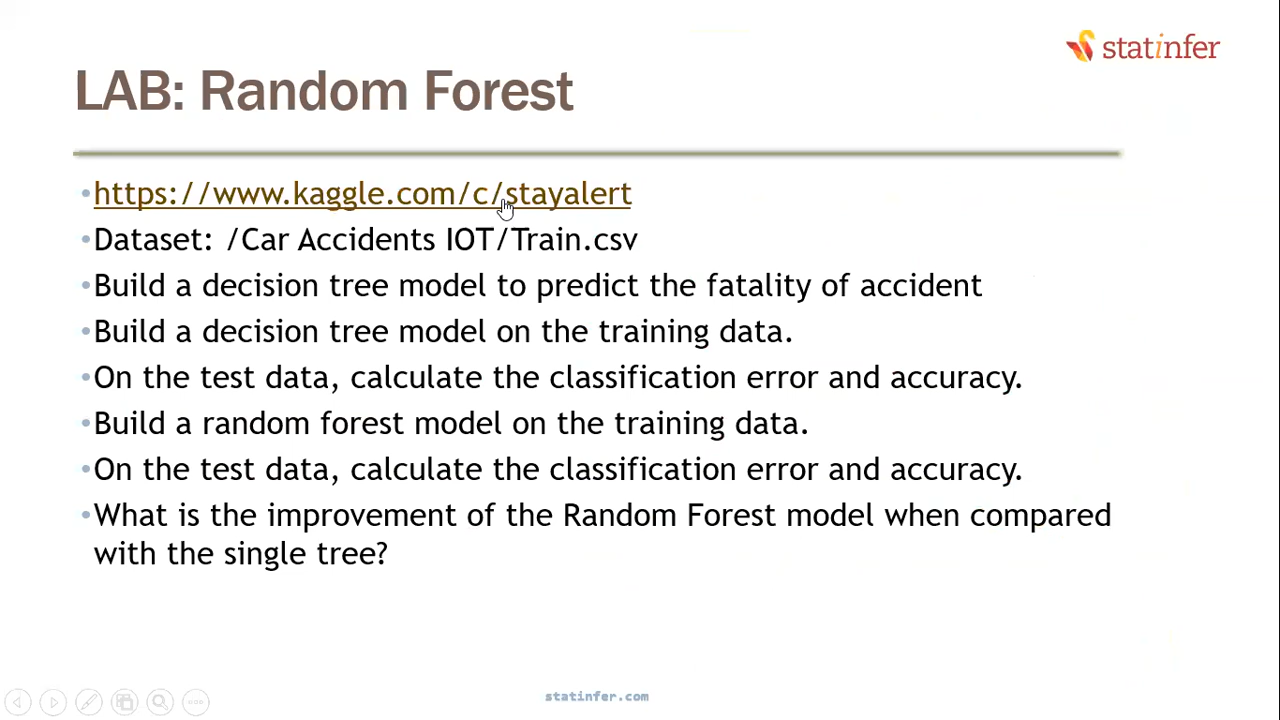 statinfer
LAB: Random Forest
•https://www.kaggle.com/c/stayalert
•Dataset: /Car Accidents IOT/Train.csv
•Build a decision tree model to predict the fatality of accident
•Build a decision tree model on the training data.
•On the test data, calculate the classification error and accuracy.
•Build a random forest model on the training data.
•On the test data, calculate the classification error and accuracy.
•What is the improvement of the Random Forest model when compared
with the single tree?
statinfer.com